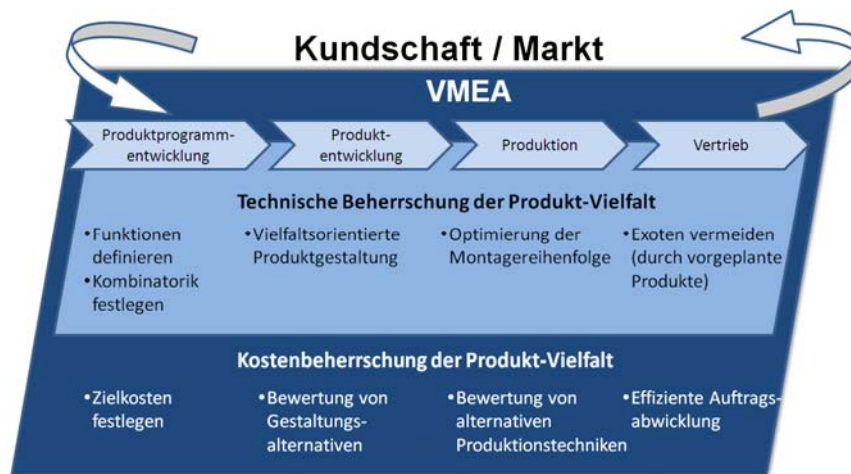 Kundschaft / Markt
VMEA
Produktprogramm-
entwicklung
Produkt-
entwicklung
Produktion
Vertrieb
Technische Beherrschung der Produkt-Vielfalt
•Funktionen
definieren
•Kombinatorik
festlegen
•Vielfaltsorientierte
Produktgestaltung
•Optimierung der
Montagereihenfolge
•Exoten vermeiden
(durch vorgeplante
Produkte)
Kostenbeherrschung der Produkt-Vielfalt
•Zielkosten
festlegen
•Bewertung von
Gestaltungs-
alternativen
•Bewertung von
alternativen
Produktionstechniken
•Effiziente Auftrags-
abwicklung